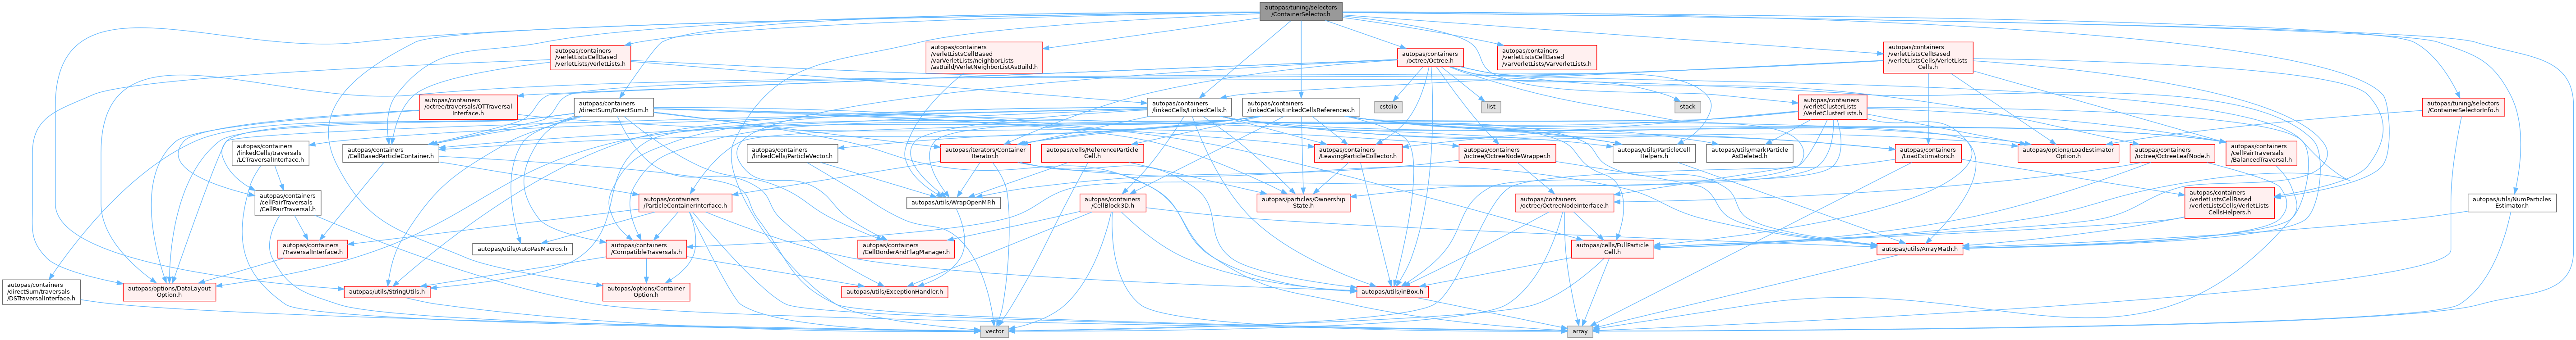 autopas/tuning/selectors
/ContainerSelector.h
autopas/containers
/verletListsCellBased
/verletLists/VerletLists.h
autopas/containers
/verletListsCellBased
/varVerletLists/neighborLists
/asBuild/VerletNeighborListAsBuild.h
autopas/containers
/octree/Octree.h
autopas/containers
/verletListsCellBased
/varVerletLists/VarVerletLists.h
autopas/containers
/verletListsCellBased
/verletListsCells/VerletLists
Cells.h
autopas/containers
/octree/traversals/OTTraversal
Interface.h
autopas/containers
/directSum/DirectSum.h
autopas/containers
/linkedCells/LinkedCells.h
autopas/containers
/linkedCells/LinkedCellsReferences.h
cstdio
list
stack
autopas/containers
/verletClusterLists
/VerletClusterLists.h
autopas/tuning/selectors
/ContainerSelectorInfo.h
autopas/containers
/linkedCells/traversals
/LCTraversalInterface.h
autopas/containers
/CellBasedParticleContainer.h
autopas/containers
/linkedCells/ParticleVector.h
autopas/iterators/Container
Iterator.h
autopas/cells/ReferenceParticle
Cell.h
autopas/containers
/LeavingParticleCollector.h
autopas/containers
/octree/OctreeNodeWrapper.h
autopas/utils/ParticleCell
Helpers.h
autopas/utils/markParticle
AsDeleted.h
autopas/containers
/LoadEstimators.h
autopas/options/LoadEstimator
Option.h
autopas/containers
/octree/OctreeLeafNode.h
autopas/containers
/cellPairTraversals
/BalancedTraversal.h
autopas/containers
/cellPairTraversals
/CellPairTraversal.h
autopas/containers
/ParticleContainerInterface.h
autopas/utils/WrapOpenMP.h
autopas/containers
/CellBlock3D.h
autopas/particles/Ownership
State.h
autopas/containers
/octree/OctreeNodeInterface.h
autopas/containers
/verletListsCellBased
/verletListsCells/VerletLists
CellsHelpers.h
autopas/utils/NumParticles
Estimator.h
autopas/containers
/TraversalInterface.h
autopas/utils/AutoPasMacros.h
autopas/containers
/CompatibleTraversals.h
autopas/containers
/CellBorderAndFlagManager.h
autopas/cells/FullParticle
Cell.h
autopas/utils/ArrayMath.h
autopas/containers
/directSum/traversals
/DSTraversalInterface.h
autopas/options/DataLayout
Option.h
autopas/utils/StringUtils.h
autopas/options/Container
Option.h
autopas/utils/ExceptionHandler.h
autopas/utils/inBox.h
vector
array